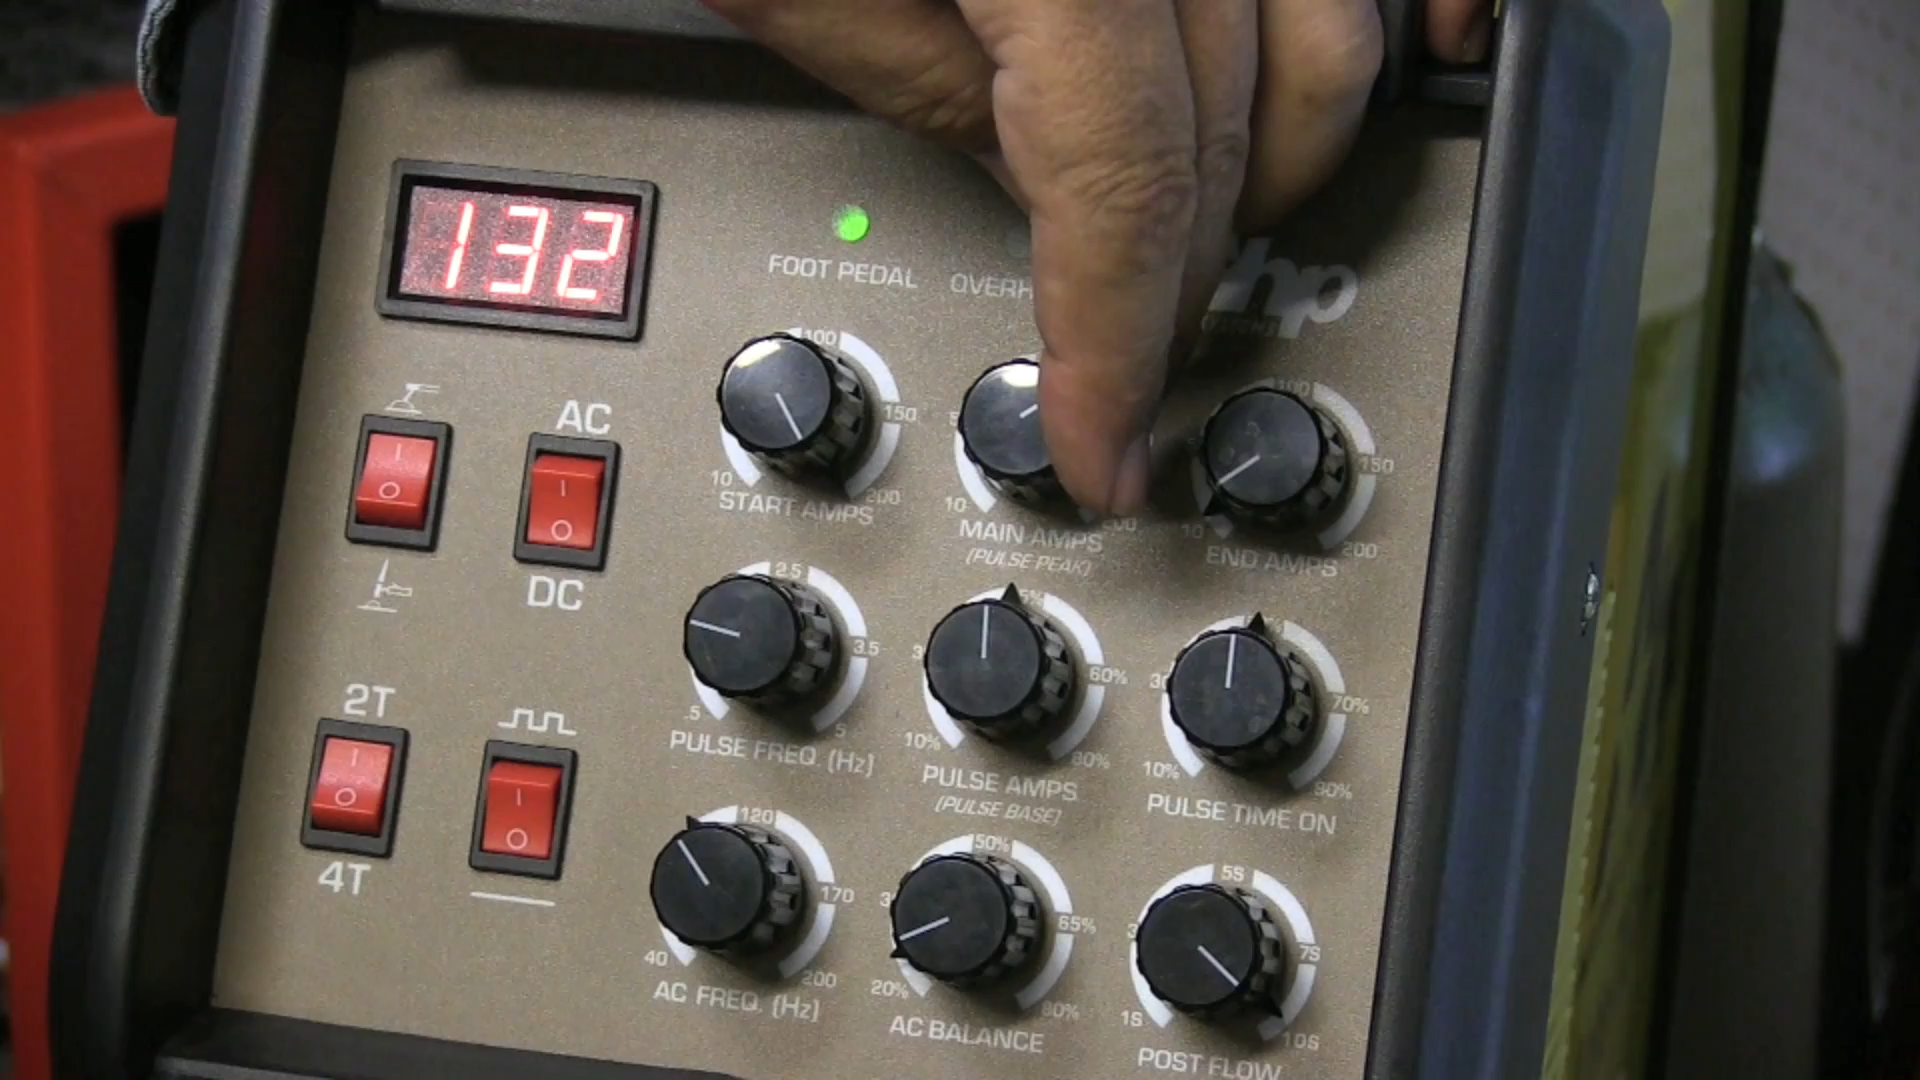 132
FOOT PEDAL
100
150
10
200
START AMPS
10
200
MAIN AMPS
(PULSE PEAK)
100
150
10
200
END AMPS
AC
DC
2T
4T
2.5
3.5
.5
5
PULSE FREQ. (Hz)
60%
10%
80%
PULSE AMPS
(PULSE BASE)
70%
10%
90%
PULSE TIME ON
120
170
40
200
AC FREQ. (Hz)
50%
65%
20%
80%
AC BALANCE
5S
7S
1S
10S
POST FLOW